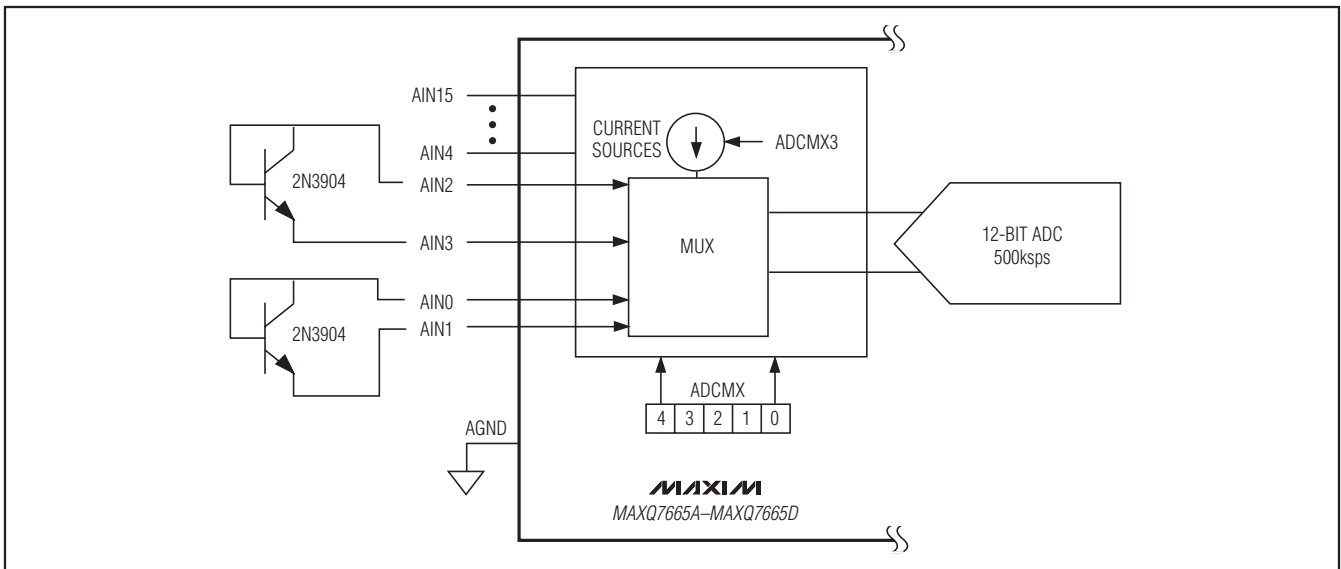 AIN15
CURRENT
SOURCES
ADCMX3
AIN4
2N3904
AIN2
AIN3
MUX
12-BIT ADC
500ksps
AIN0
2N3904
AIN1
ADCMX
4 3 2 1 0
AGND
MAXIM
MAXQ7665A–MAXQ7665D